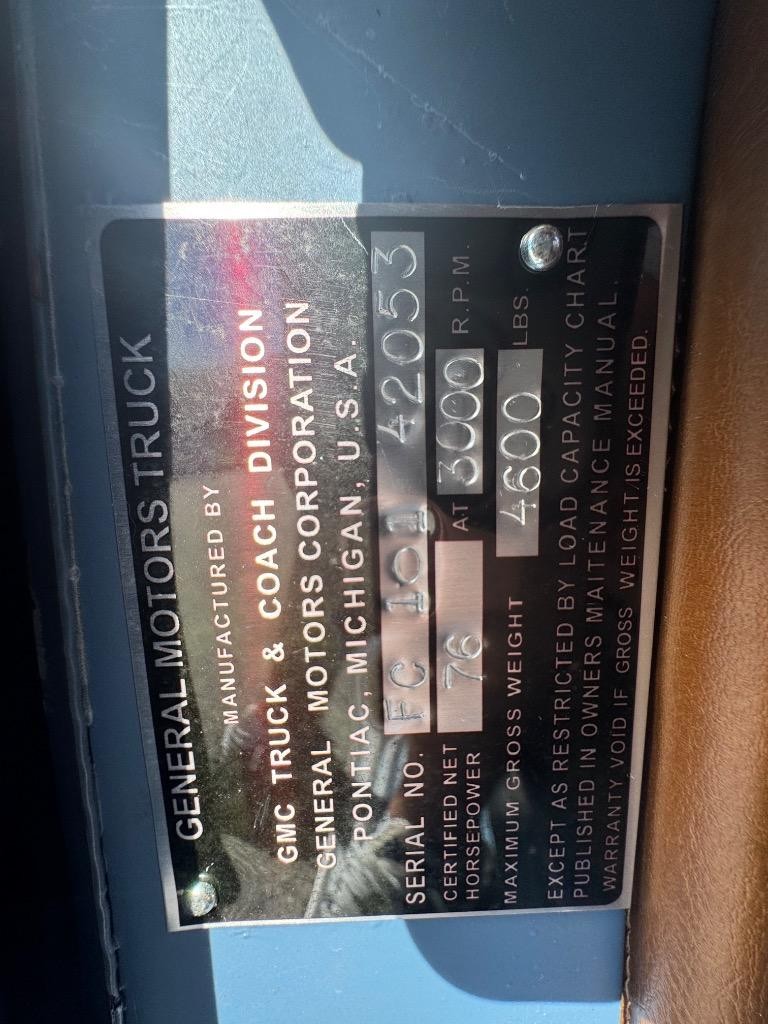 GENERAL MOTORS TRUCK
MANUFACTURED BY
GMC TRUCK & COACH DIVISION
GENERAL MOTORS CORPORATION
PONTIAC, MICHIGAN, U.S.A.
SERIAL NO. FC 101 42053
CERTIFIED NET HORSEPOWER 76 AT 3000 R.P.M.
MAXIMUM GROSS WEIGHT 4600 LBS.
EXCEPT AS RESTRICTED BY LOAD CAPACITY CHART
PUBLISHED IN OWNERS MAITENANCE MANUAL.
WARRANTY VOID IF GROSS WEIGHT IS EXCEEDED.